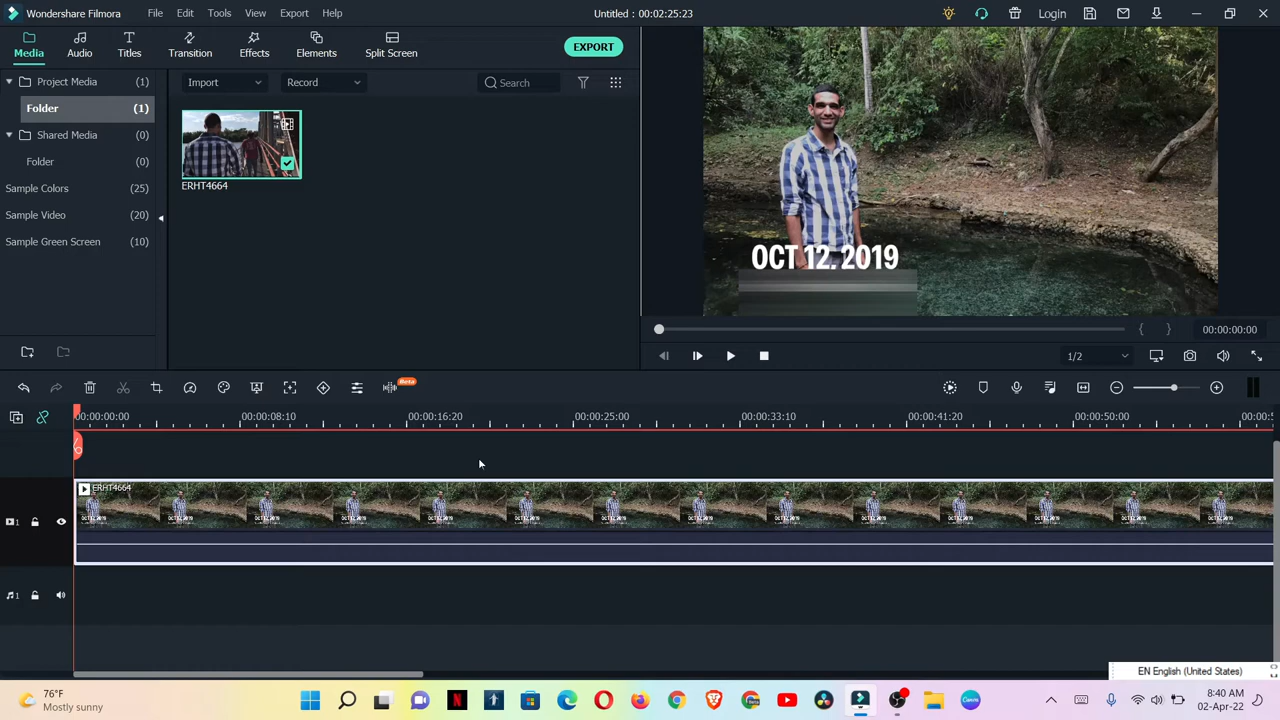 Wondershare Filmora File Edit Tools View Export Help Untitled : 00:02:25:23 Login
Media Audio Titles Transition Effects Elements Split Screen EXPORT
Project Media (1) Import Record Search
Folder (1)
Shared Media (0)
Folder (0)
Sample Colors (25)
ERHT4664
Sample Video (20)
Sample Green Screen (10)
OCT 12, 2019
00:00:00:00
1/2
Beta
00:00:00:00 00:00:08:10 00:00:16:20 00:00:25:00 00:00:33:10 00:00:41:20 00:00:50:00
ERHT4664
1
1
EN English (United States)
76°F
Mostly sunny
8:40 AM
02-Apr-22